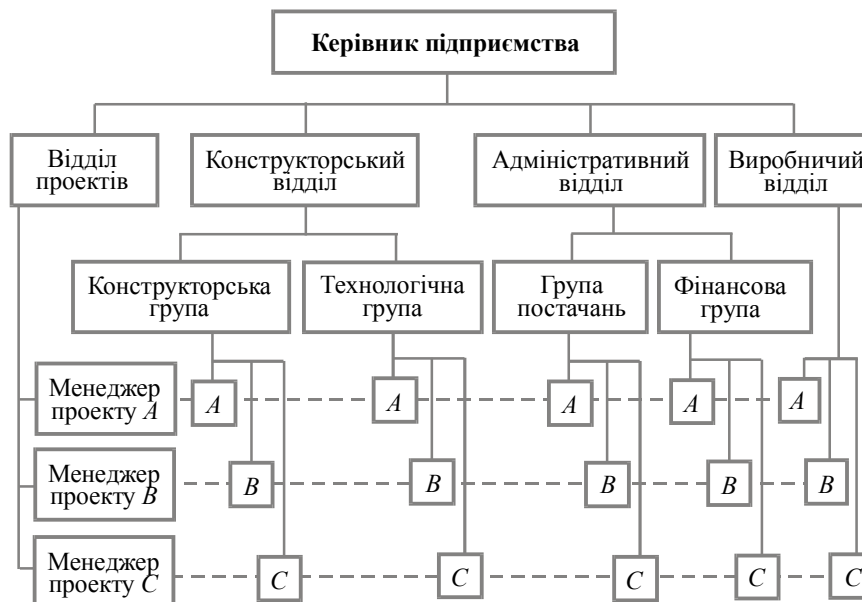 Керівник підприємства
Відділ
проектів
Конструкторський
відділ
Адміністративний
відділ
Виробничий
відділ
Конструкторська
група
Технологічна
група
Група
постачань
Фінансова
група
Менеджер
проекту A
A
A
A
A
A
Менеджер
проекту B
B
B
B
B
B
Менеджер
проекту C
C
C
C
C
C